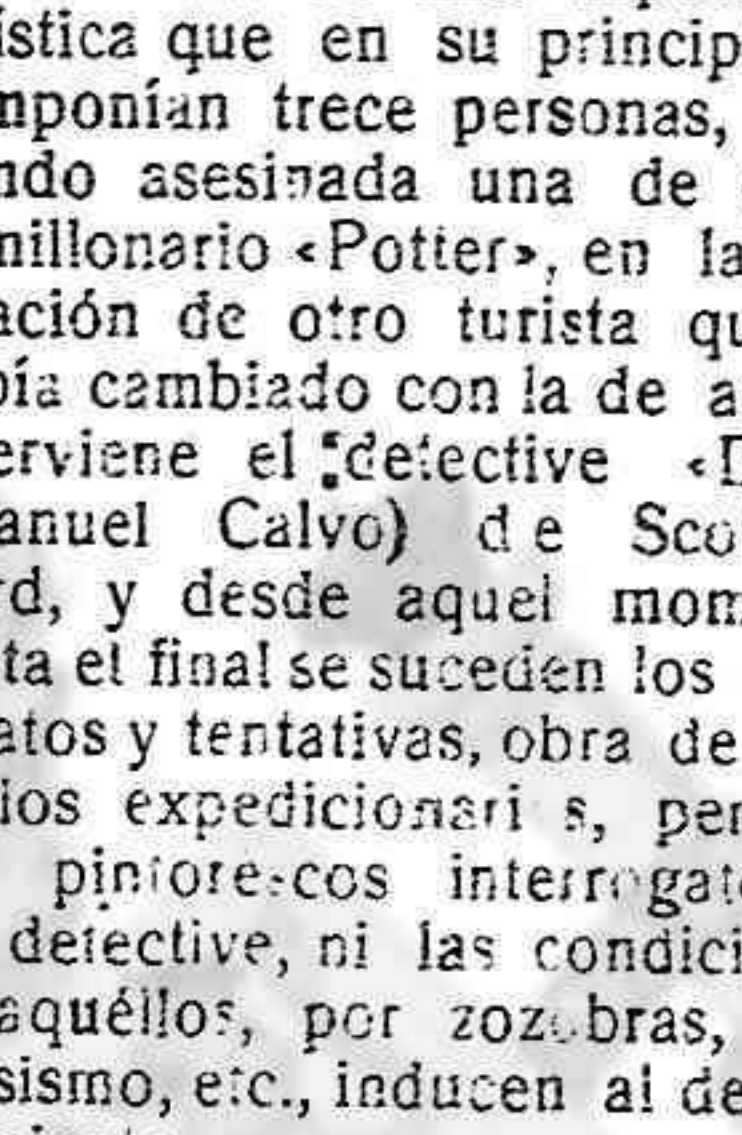 ística que en su princip
mponían trece personas,
ndo asesinada una de
millonario «Potter», en la
ación de otro turista qu
bía cambiado con la de a
erviene el detective «D
anuel Calvo) de Sco
rd, y desde aquel mom
ta el final se suceden los
atos y tentativas, obra de
ios expedicionari s, per
pintorescos interrogato
detective, ni las condici
aquéllos, por zozobras,
sismo, etc., inducen al de